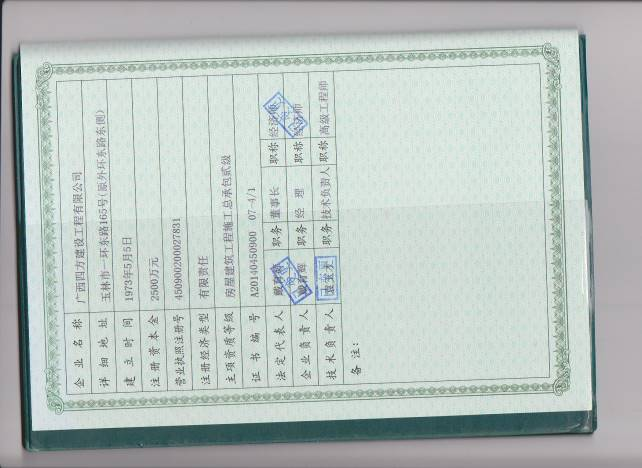 企业名称 广西四方建设工程有限公司
详细地址 玉林市一环东路165号(原外环东路东侧)
建立时间 1973年5月5日
注册资本金 2500万元
营业执照注册号 450900200027831
注册经济类型 有限责任
主项资质等级 房屋建筑工程施工总承包贰级
证书编号 A20140450900 07-4/1
法定代表人 职务 董事长 职称 经济师
企业负责人 职务 经理 职称 经济师
技术负责人 职务 技术负责人 职称 高级工程师
备注: